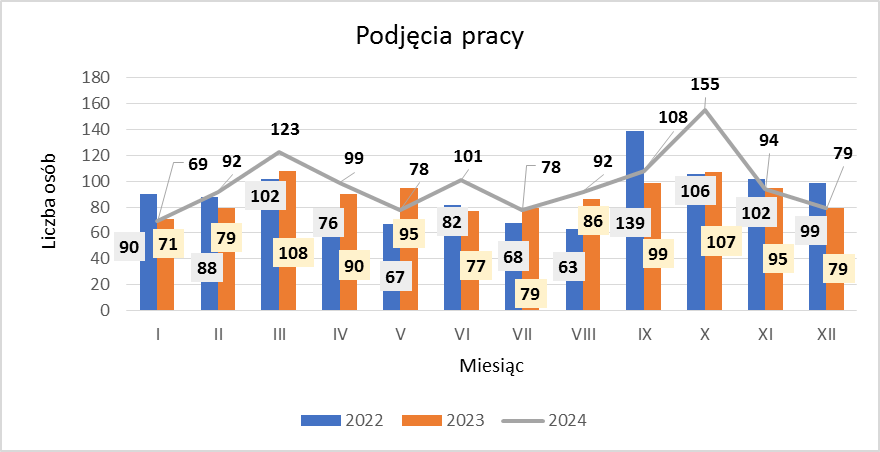 Podjęcia pracy
Liczba osób
180
160
140
120
100
80
60
40
20
0
69 92 123 99 78 101 78 92 108 155 94 79
90 88 102 76 67 82 68 63 139 106 102 99
71 79 108 90 95 77 79 86 99 107 95 79
I II III IV V VI VII VIII IX X XI XII
Miesiąc
2022 2023 2024